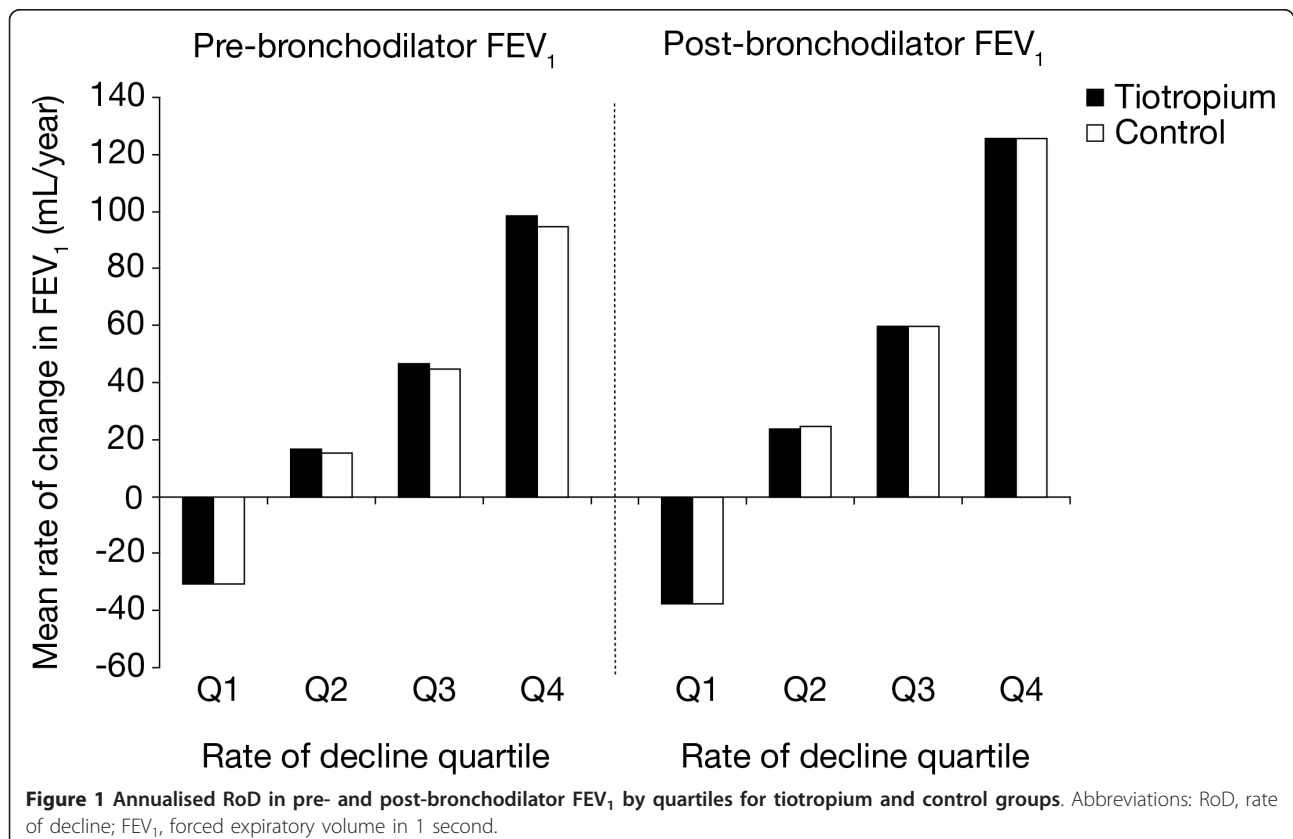 Pre-bronchodilator FEV₁
Post-bronchodilator FEV₁
Tiotropium
Control
Mean rate of change in FEV₁ (mL/year)
140
120
100
80
60
40
20
0
-20
-40
-60
Q1 Q2 Q3 Q4
Q1 Q2 Q3 Q4
Rate of decline quartile
Rate of decline quartile
Figure 1 Annualised RoD in pre- and post-bronchodilator FEV₁ by quartiles for tiotropium and control groups. Abbreviations: RoD, rate
of decline; FEV₁, forced expiratory volume in 1 second.